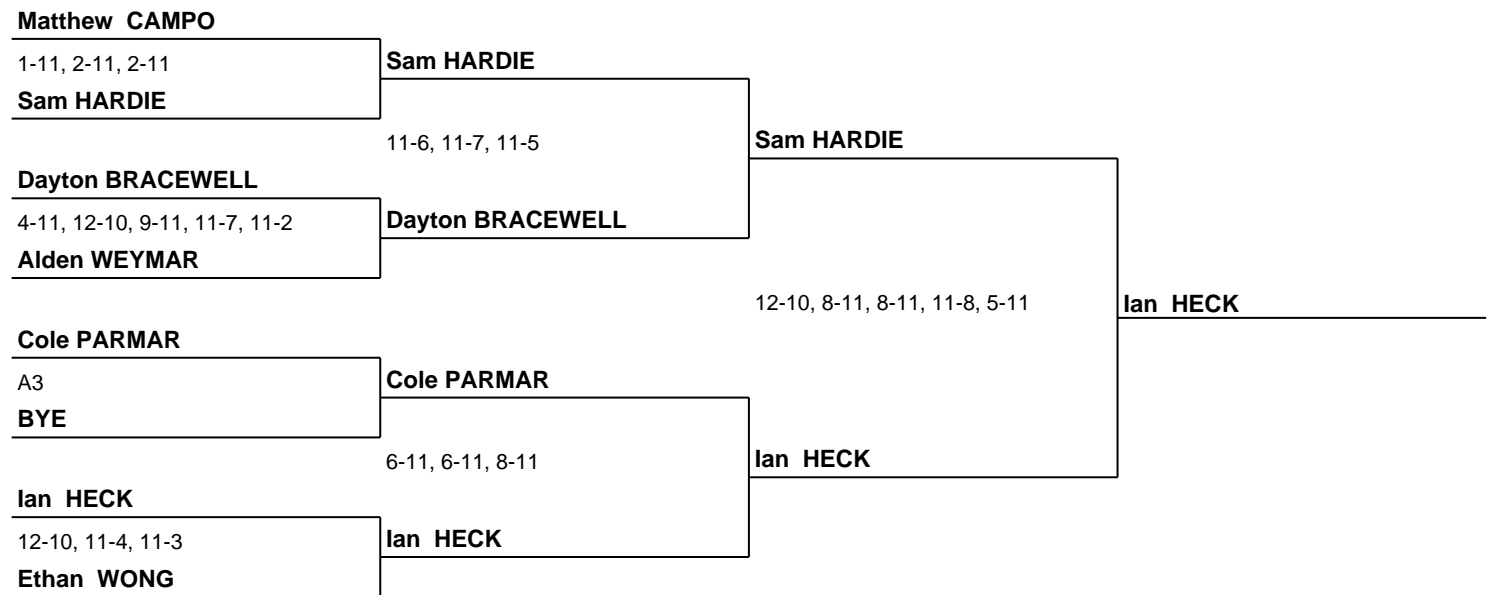 Matthew  CAMPO
1-11, 2-11, 2-11
Sam HARDIE
Sam HARDIE
11-6, 11-7, 11-5
Sam HARDIE
Dayton BRACEWELL
4-11, 12-10, 9-11, 11-7, 11-2
Dayton BRACEWELL
Alden WEYMAR
12-10, 8-11, 8-11, 11-8, 5-11
Ian  HECK
Cole PARMAR
A3
Cole PARMAR
BYE
6-11, 6-11, 8-11
Ian  HECK
Ian  HECK
12-10, 11-4, 11-3
Ian  HECK
Ethan  WONG